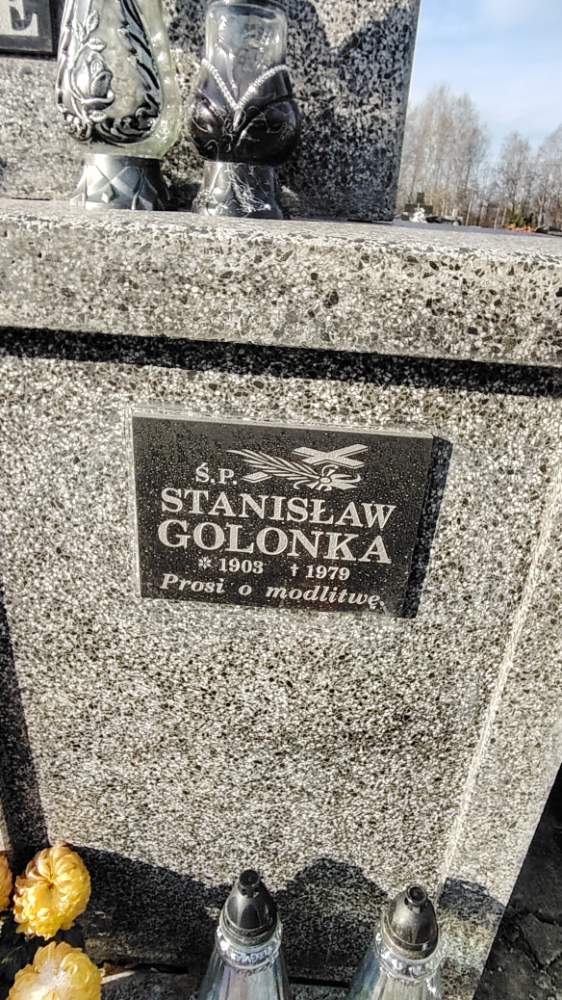 Ś.P.
STANISŁAW
GOLONKA
* 1903 † 1979
Prosi o modlitwę.